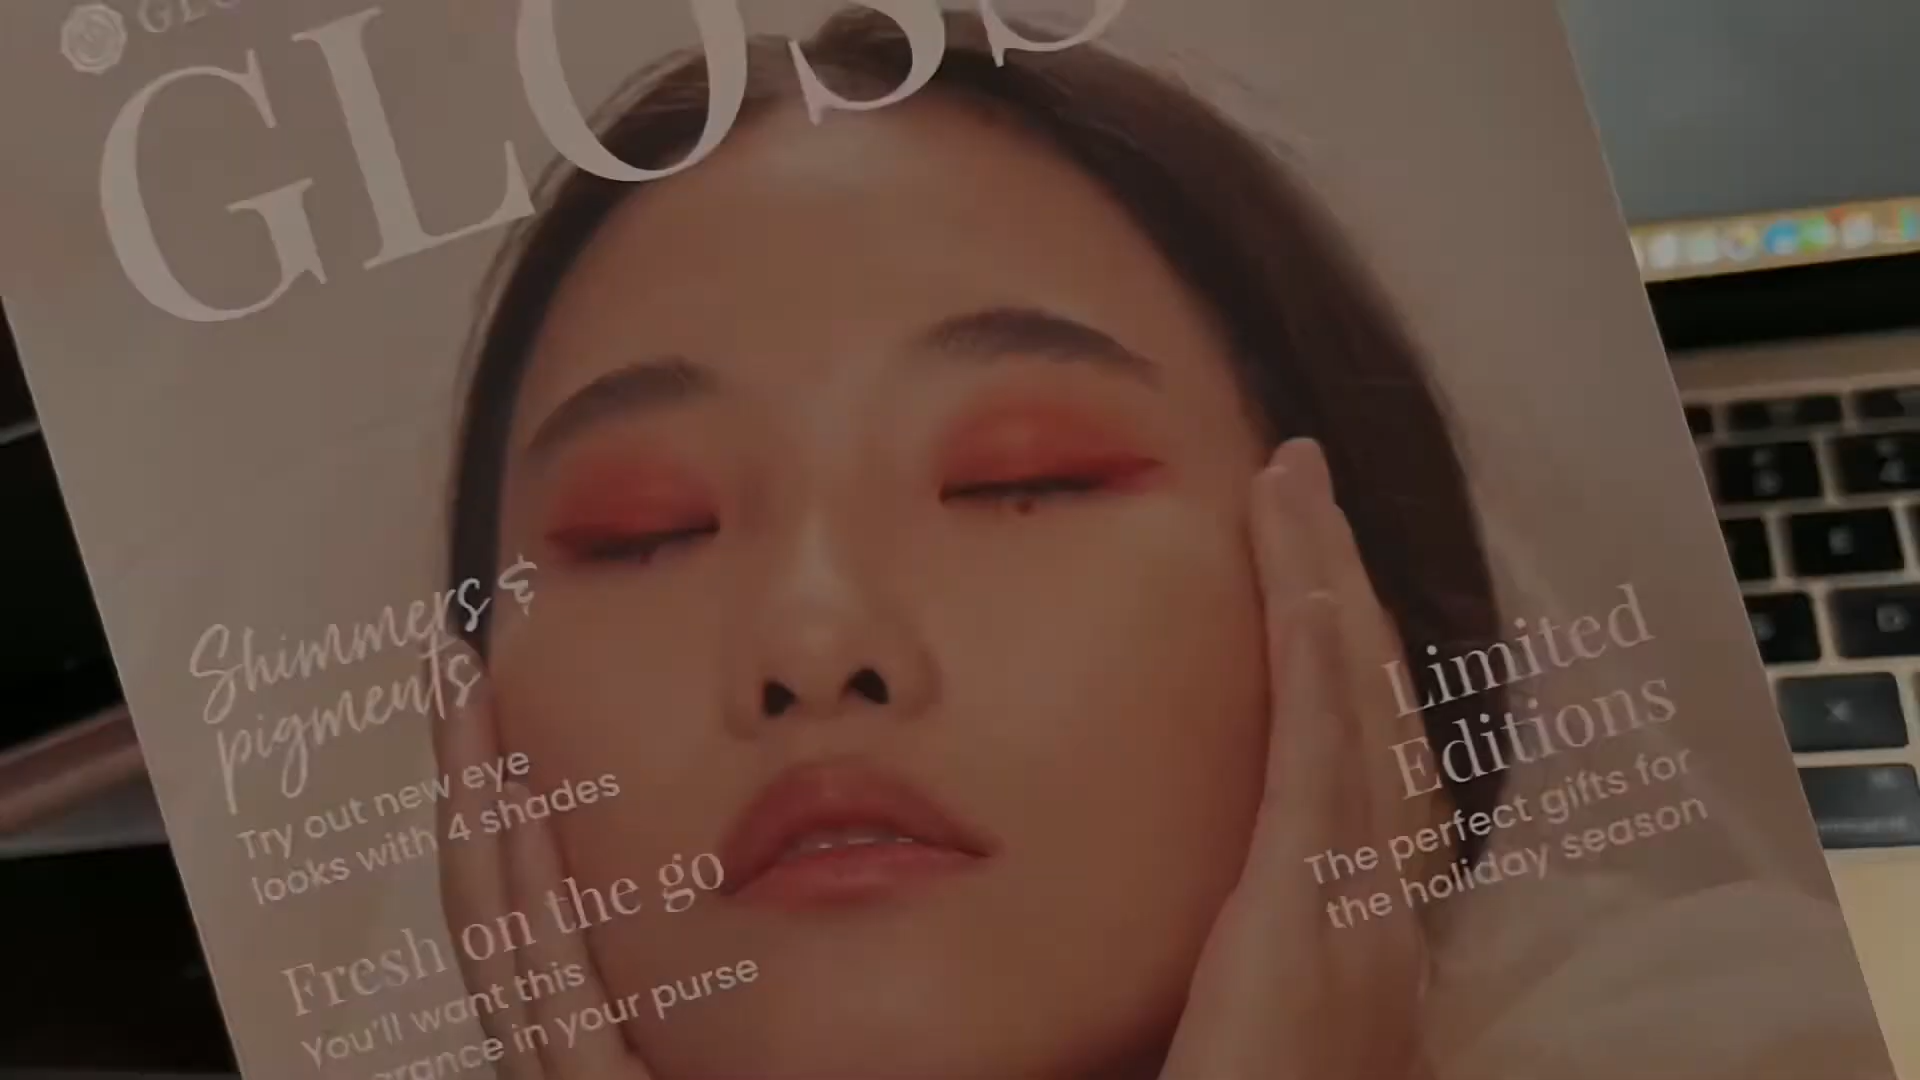 GLOSS
Shimmers &
pigments
Try out new eye
looks with 4 shades
Fresh on the go
You'll want this
in your purse
Limited
Editions
The perfect gifts for
the holiday season